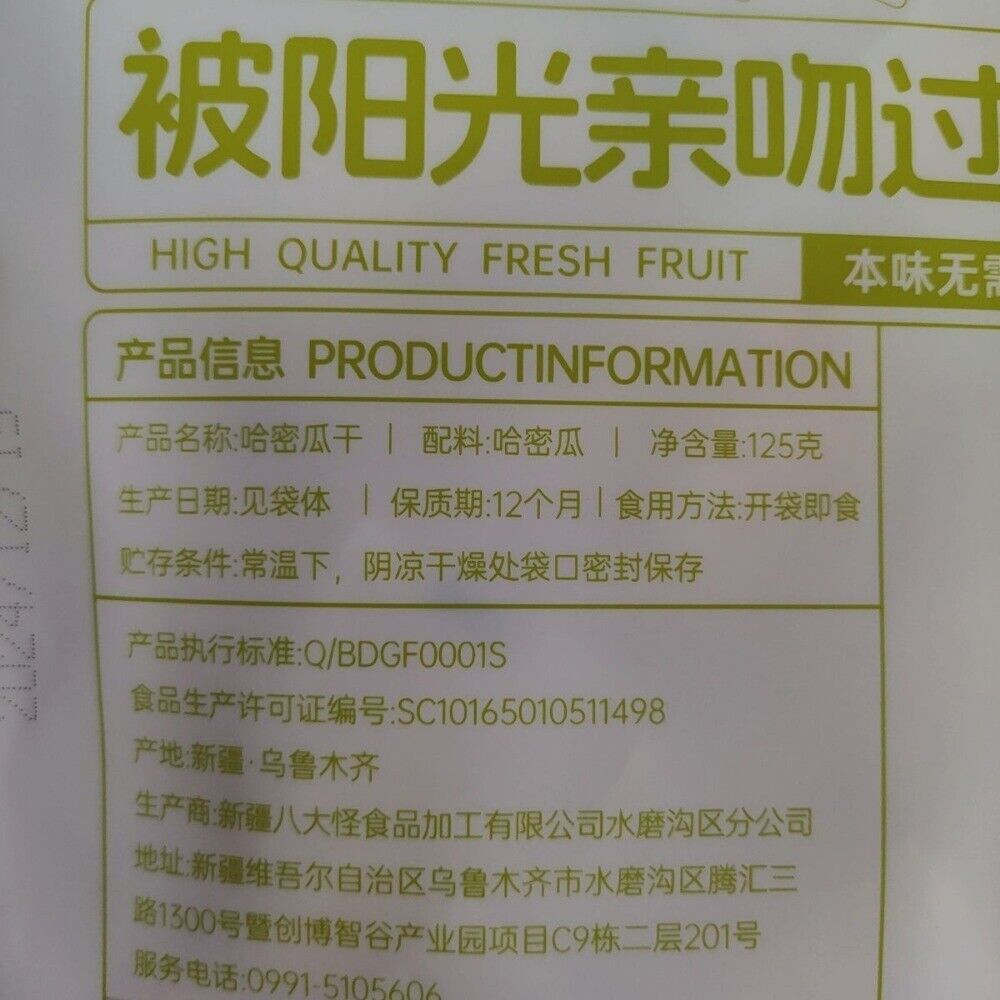 被阳光亲吻过
HIGH QUALITY FRESH FRUIT
本味无需
产品信息 PRODUCTINFORMATION
产品名称:哈密瓜干 | 配料:哈密瓜 | 净含量:125克
生产日期:见袋体 | 保质期:12个月 | 食用方法:开袋即食
贮存条件:常温下，阴凉干燥处袋口密封保存
产品执行标准:Q/BDGF0001S
食品生产许可证编号:SC10165010511498
产地:新疆·乌鲁木齐
生产商:新疆八大怪食品加工有限公司水磨沟区分公司
地址:新疆维吾尔自治区乌鲁木齐市水磨沟区腾汇三
路1300号暨创博智谷产业园项目C9栋二层201号
服务电话:0991-5105606